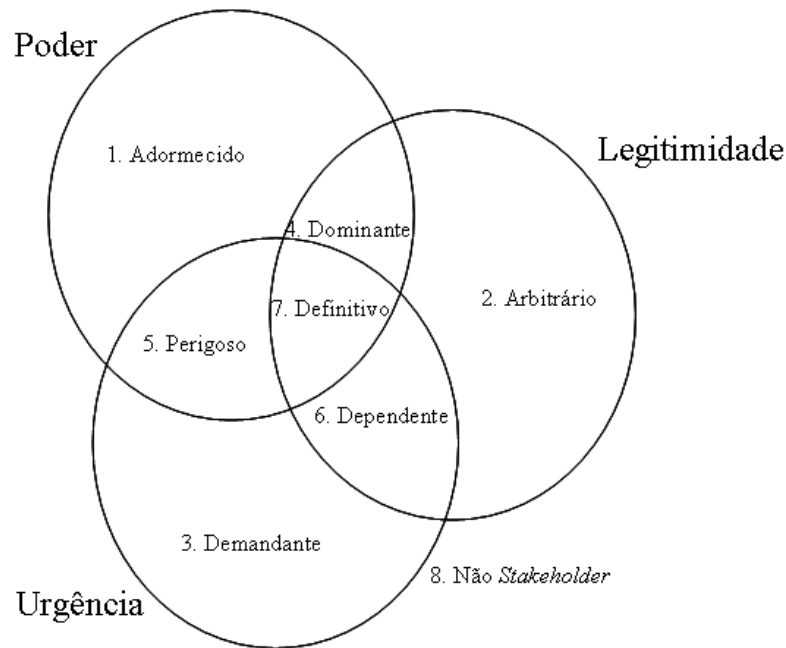 Poder
1. Adormecido
Legitimidade
4. Dominante
2. Arbitrário
7. Definitivo
5. Perigoso
6. Dependente
3. Demandante
8. Não Stakeholder
Urgência